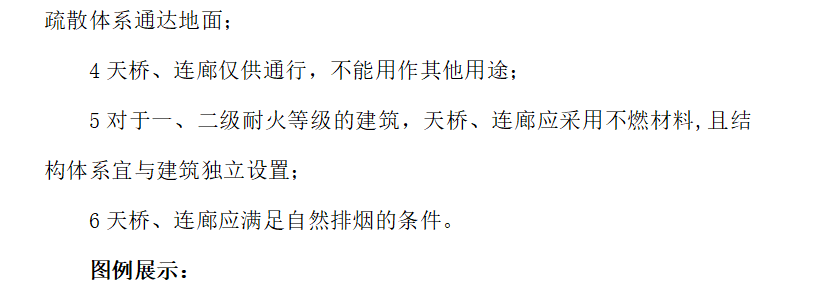 疏散体系通达地面；
4 天桥、连廊仅供通行，不能用作其他用途；
5 对于一、二级耐火等级的建筑，天桥、连廊应采用不燃材料,且结
构体系宜与建筑独立设置；
6 天桥、连廊应满足自然排烟的条件。
图例展示：